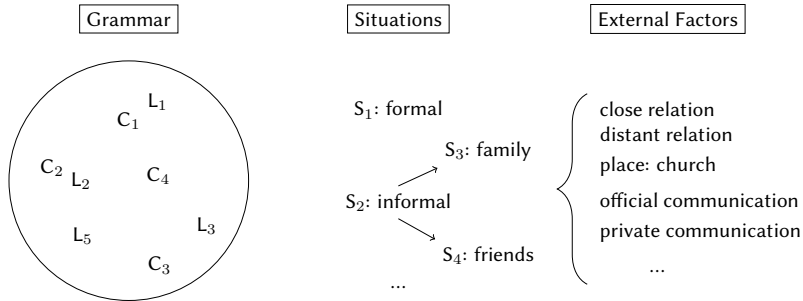 Grammar
Situations
External Factors
L₁
C₁
C₂
L₂
C₄
L₃
L₅
C₃
S₁: formal
S₃: family
S₂: informal
S₄: friends
...
close relation
distant relation
place: church
official communication
private communication
...